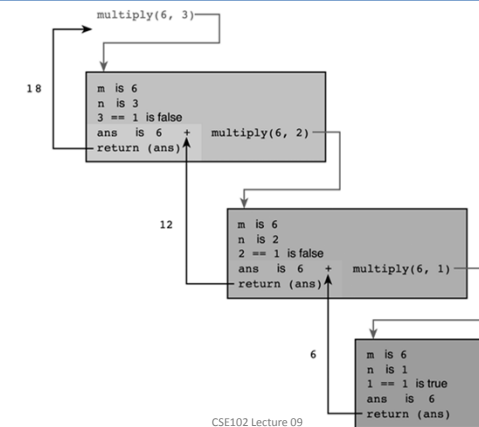 multiply(6, 3)
18
m is 6
n is 3
3 == 1 is false
ans is 6 + multiply(6, 2)
return (ans)
12
m is 6
n is 2
2 == 1 is false
ans is 6 + multiply(6, 1)
return (ans)
6
m is 6
n is 1
1 == 1 is true
ans is 6
return (ans)
CSE102 Lecture 09